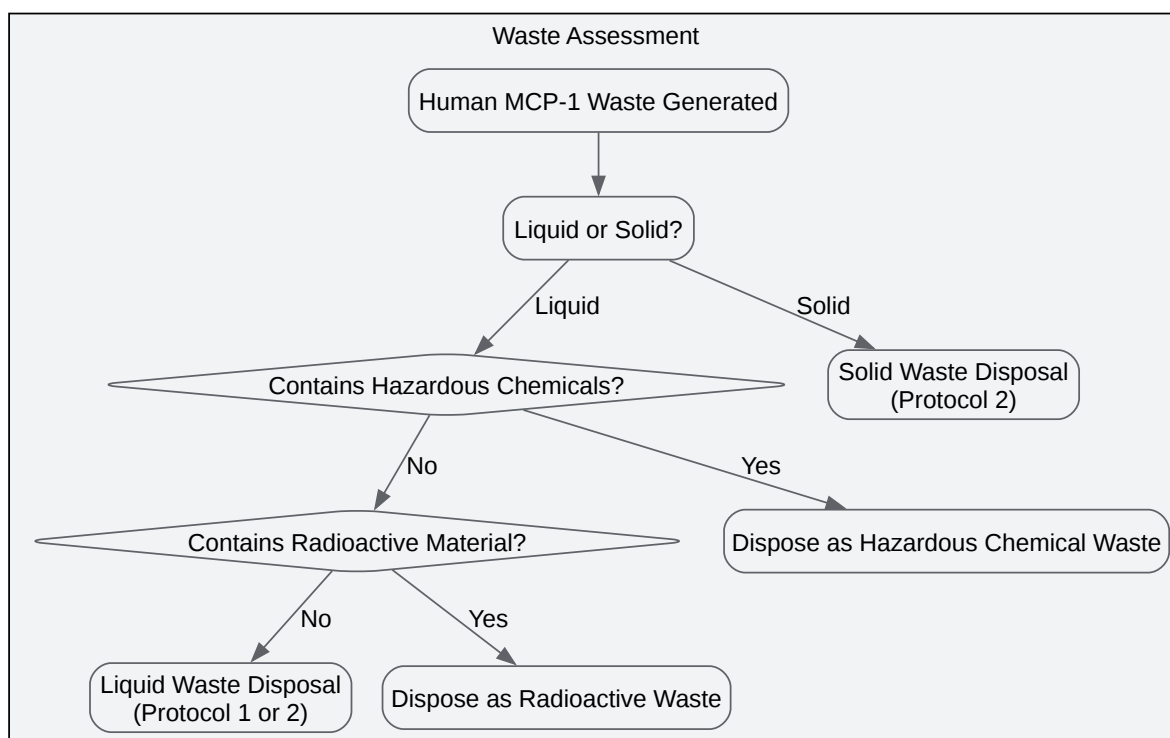 Waste Assessment
Human MCP-1 Waste Generated
Liquid or Solid?
Liquid
Solid
Contains Hazardous Chemicals?
Solid Waste Disposal
(Protocol 2)
No
Yes
Contains Radioactive Material?
Dispose as Hazardous Chemical Waste
No
Yes
Liquid Waste Disposal
(Protocol 1 or 2)
Dispose as Radioactive Waste